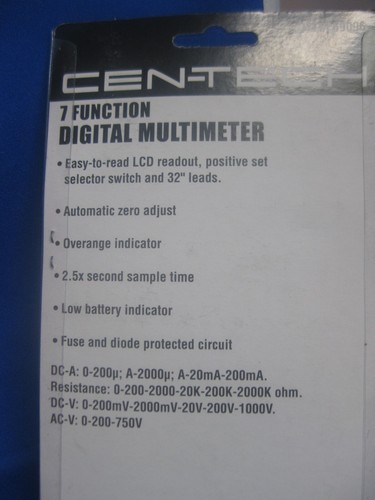 CEN-TECH
7 FUNCTION
DIGITAL MULTIMETER
• Easy-to-read LCD readout, positive set
selector switch and 32" leads.
• Automatic zero adjust
• Overange indicator
• 2.5x second sample time
• Low battery indicator
• Fuse and diode protected circuit
DC-A: 0-200µ; A-2000µ; A-20mA-200mA.
Resistance: 0-200-2000-20K-200K-2000K ohm.
DC-V: 0-200mV-2000mV-20V-200V-1000V.
AC-V: 0-200-750V